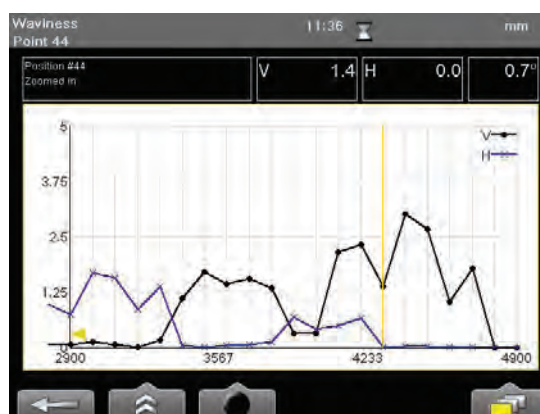 Waviness 11:36 mm
Point 44
Position #44 V 1.4 H 0.0 0.7°
Zoomed in
5
V
H
3.75
2.5
1.25
0
2900 3567 4233 4900